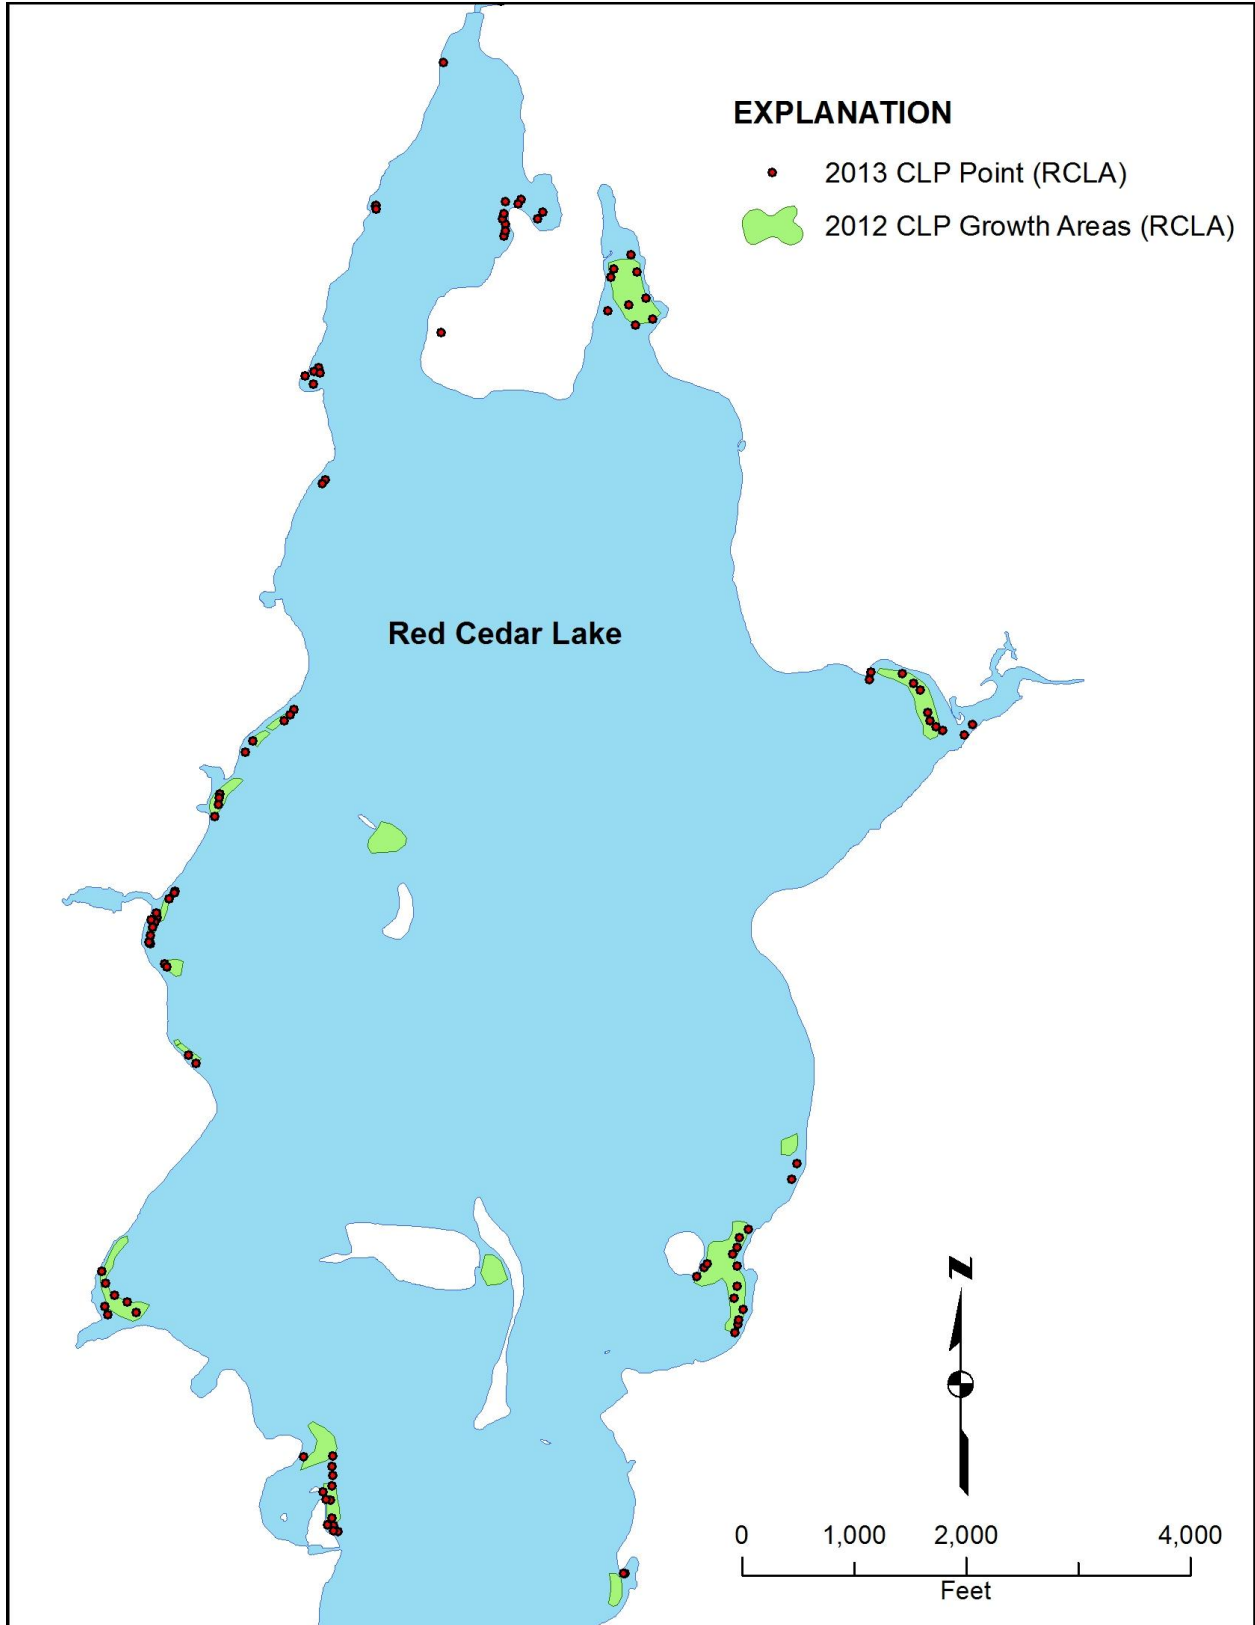 EXPLANATION
2013 CLP Point (RCLA)
2012 CLP Growth Areas (RCLA)
Red Cedar Lake
N
0 1,000 2,000 4,000
Feet